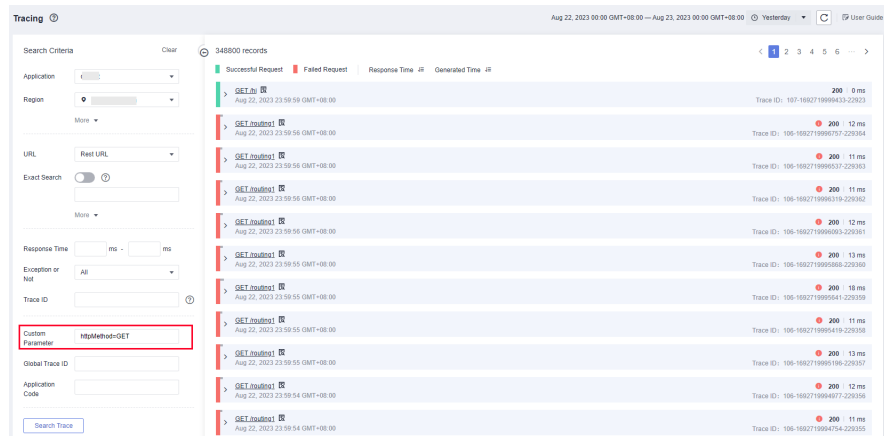 Tracing
Aug 22, 2023 00:00 GMT+08:00 — Aug 23, 2023 00:00 GMT+08:00 Yesterday User Guide
Search Criteria Clear
Application
Region
More
URL Rest URL
Exact Search
More
Response Time ms - ms
Exception or Not All
Trace ID
Custom Parameter httpMethod=GET
Global Trace ID
Application Code
Search Trace
348800 records
1 2 3 4 5 6 ...
Successful Request Failed Request Response Time Generated Time
GET /hi 200 0 ms
Aug 22, 2023 23:59:59 GMT+08:00 Trace ID: 107-1692719999433-22923
GET /routing1 200 12 ms
Aug 22, 2023 23:59:56 GMT+08:00 Trace ID: 106-1692719996757-229364
GET /routing1 200 11 ms
Aug 22, 2023 23:59:56 GMT+08:00 Trace ID: 106-1692719996537-229363
GET /routing1 200 11 ms
Aug 22, 2023 23:59:56 GMT+08:00 Trace ID: 106-1692719996319-229362
GET /routing1 200 12 ms
Aug 22, 2023 23:59:56 GMT+08:00 Trace ID: 106-1692719996093-229361
GET /routing1 200 13 ms
Aug 22, 2023 23:59:55 GMT+08:00 Trace ID: 106-1692719995868-229360
GET /routing1 200 18 ms
Aug 22, 2023 23:59:55 GMT+08:00 Trace ID: 106-1692719995641-229359
GET /routing1 200 11 ms
Aug 22, 2023 23:59:55 GMT+08:00 Trace ID: 106-1692719995419-229358
GET /routing1 200 13 ms
Aug 22, 2023 23:59:55 GMT+08:00 Trace ID: 106-1692719995198-229357
GET /routing1 200 12 ms
Aug 22, 2023 23:59:54 GMT+08:00 Trace ID: 106-1692719994977-229356
GET /routing1 200 11 ms
Aug 22, 2023 23:59:54 GMT+08:00 Trace ID: 106-1692719994754-229355